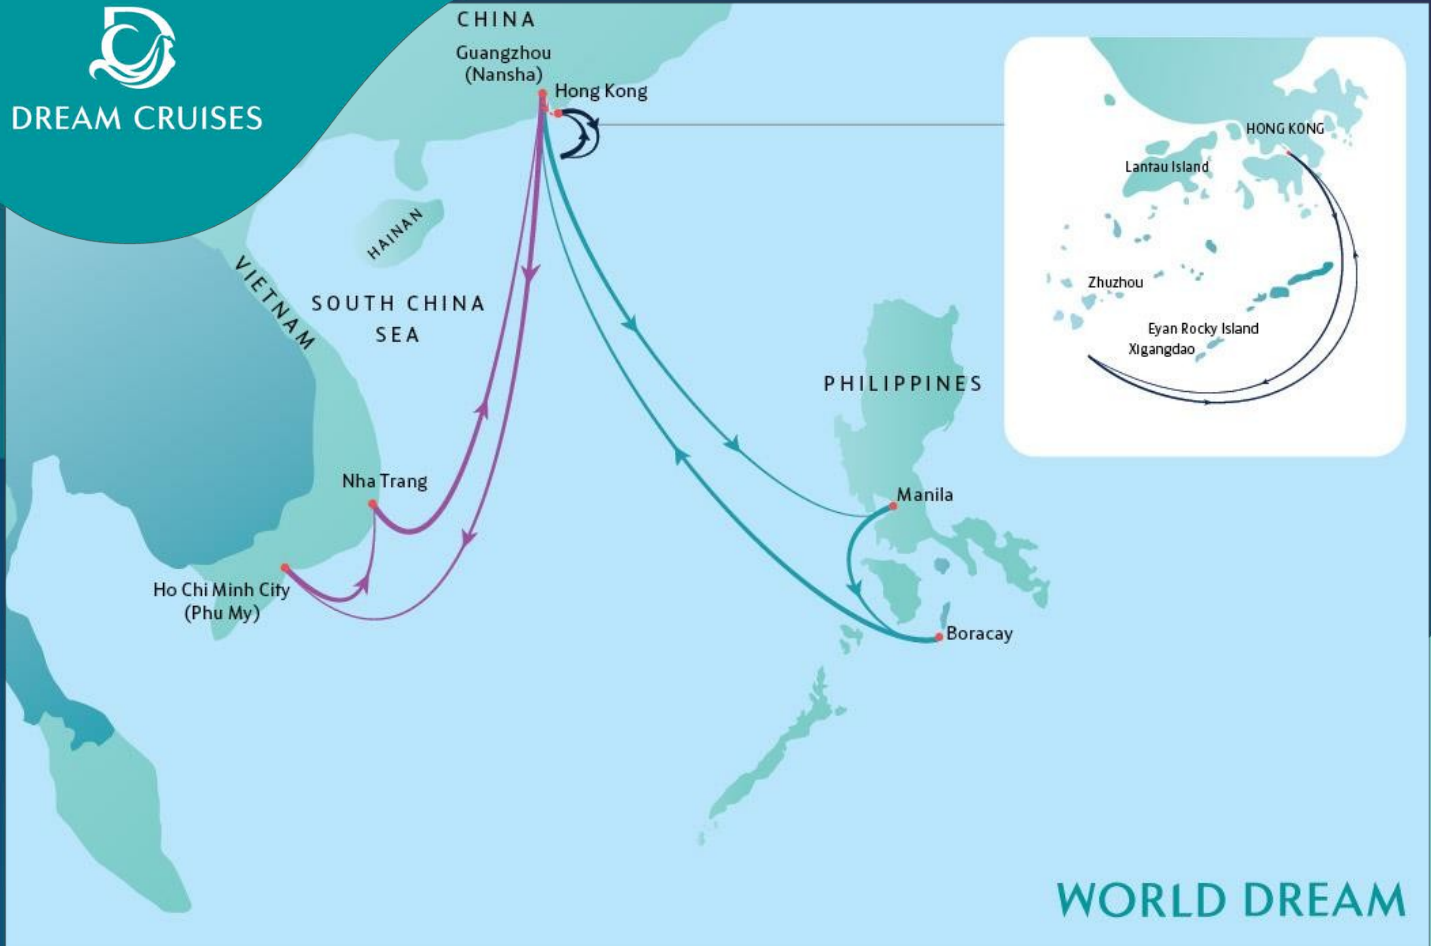 DREAM CRUISES
CHINA
Guangzhou
(Nansha)
Hong Kong
HAINAN
VIETNAM
SOUTH CHINA
SEA
PHILIPPINES
Nha Trang
Manila
Ho Chi Minh City
(Phu My)
Boracay
HONG KONG
Lantau Island
Zhuzhou
Eyan Rocky Island
Xigangdao
WORLD DREAM